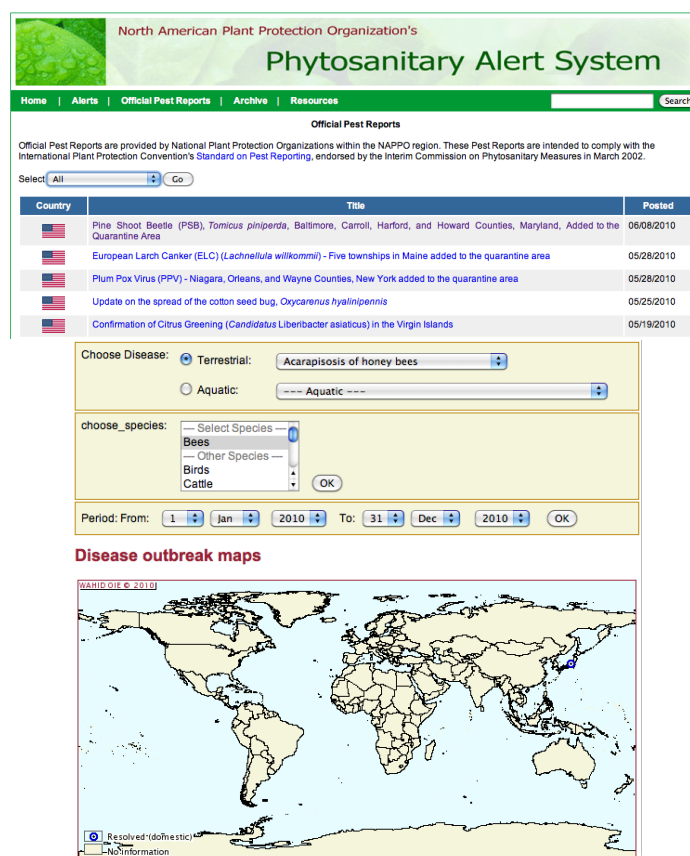 North American Plant Protection Organization's
Phytosanitary Alert System
Home | Alerts | Official Pest Reports | Archive | Resources
Search
Official Pest Reports
Official Pest Reports are provided by National Plant Protection Organizations within the NAPPO region. These Pest Reports are intended to comply with the
International Plant Protection Convention's Standard on Pest Reporting, endorsed by the Interim Commission on Phytosanitary Measures in March 2002.
Select All Go
Country Title Posted
Pine Shoot Beetle (PSB), Tomicus piniperda, Baltimore, Carroll, Harford, and Howard Counties, Maryland, Added to the 06/08/2010
Quarantine Area
European Larch Canker (ELC) (Lachnellula willkommii) - Five townships in Maine added to the quarantine area 05/28/2010
Plum Pox Virus (PPV) - Niagara, Orleans, and Wayne Counties, New York added to the quarantine area 05/28/2010
Update on the spread of the cotton seed bug, Oxycarenus hyalinipennis 05/25/2010
Confirmation of Citrus Greening (Candidatus Liberibacter asiaticus) in the Virgin Islands 05/19/2010
Choose Disease: Terrestrial: Acarapisosis of honey bees
Aquatic: --- Aquatic ---
choose_species: — Select Species —
Bees
— Other Species —
Birds
Cattle OK
Period: From: 1 Jan 2010 To: 31 Dec 2010 OK
Disease outbreak maps
WAHID OIE © 2010
Resolved (domestic)
No information